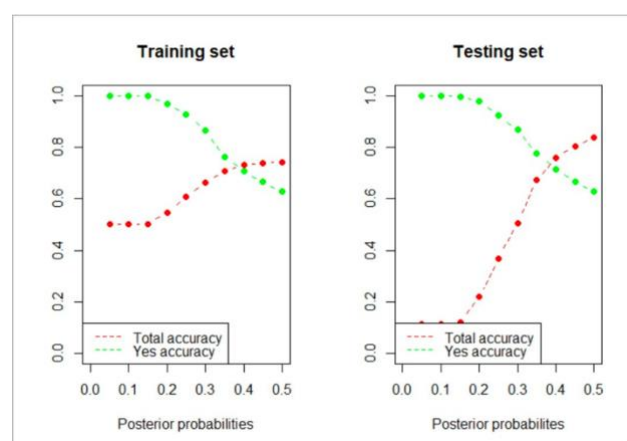 Training set
1.0
0.8
0.6
0.4
0.2
0.0
Total accuracy
Yes accuracy
0.0 0.1 0.2 0.3 0.4 0.5
Posterior probabilities
Testing set
1.0
0.8
0.6
0.4
0.2
0.0
Total accuracy
Yes accuracy
0.0 0.1 0.2 0.3 0.4 0.5
Posterior probabilites